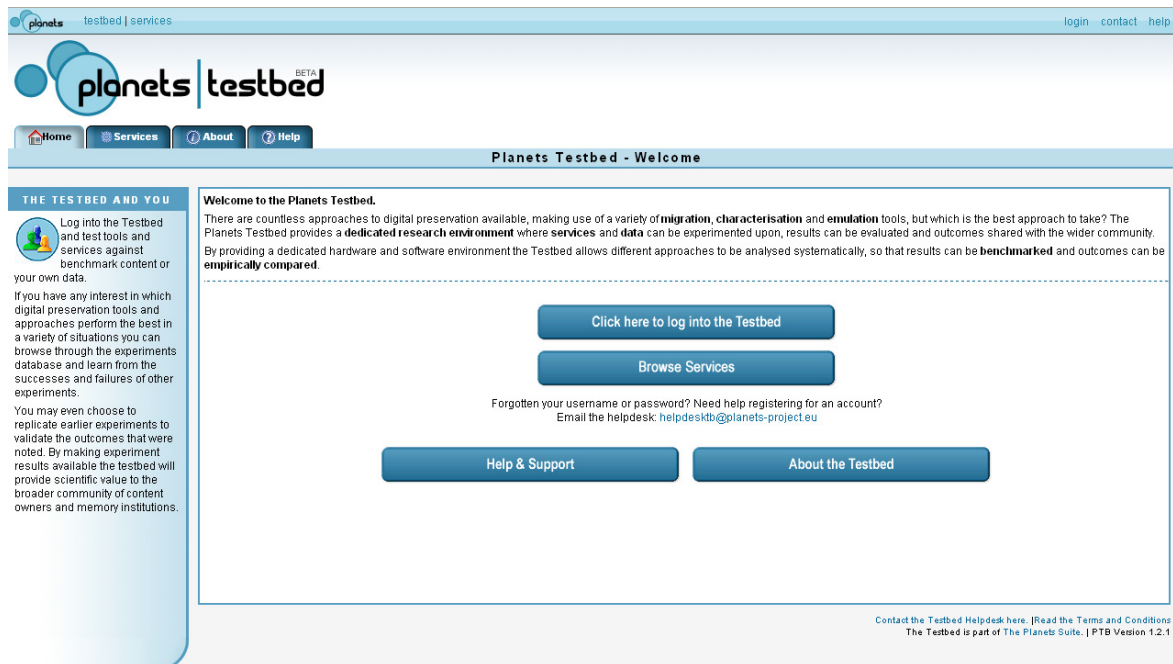 planets testbed | services login contact help
planets | testbed BETA
Home Services About Help
Planets Testbed - Welcome
THE TESTBED AND YOU
Log into the Testbed
and test tools and
services against
benchmark content or
your own data.
If you have any interest in which
digital preservation tools and
approaches perform the best in
a variety of situations you can
browse through the experiments
database and learn from the
successes and failures of other
experiments.
You may even choose to
replicate earlier experiments to
validate the outcomes that were
noted. By making experiment
results available the testbed will
provide scientific value to the
broader community of content
owners and memory institutions.
Welcome to the Planets Testbed.
There are countless approaches to digital preservation available, making use of a variety of migration, characterisation and emulation tools, but which is the best approach to take? The
Planets Testbed provides a dedicated research environment where services and data can be experimented upon, results can be evaluated and outcomes shared with the wider community.
By providing a dedicated hardware and software environment the Testbed allows different approaches to be analysed systematically, so that results can be benchmarked and outcomes can be
empirically compared.
Click here to log into the Testbed
Browse Services
Forgotten your username or password? Need help registering for an account?
Email the helpdesk: helpdesktb@planets-project.eu
Help & Support
About the Testbed
Contact the Testbed Helpdesk here. |Read the Terms and Conditions
The Testbed is part of The Planets Suite. | PTB Version 1.2.1